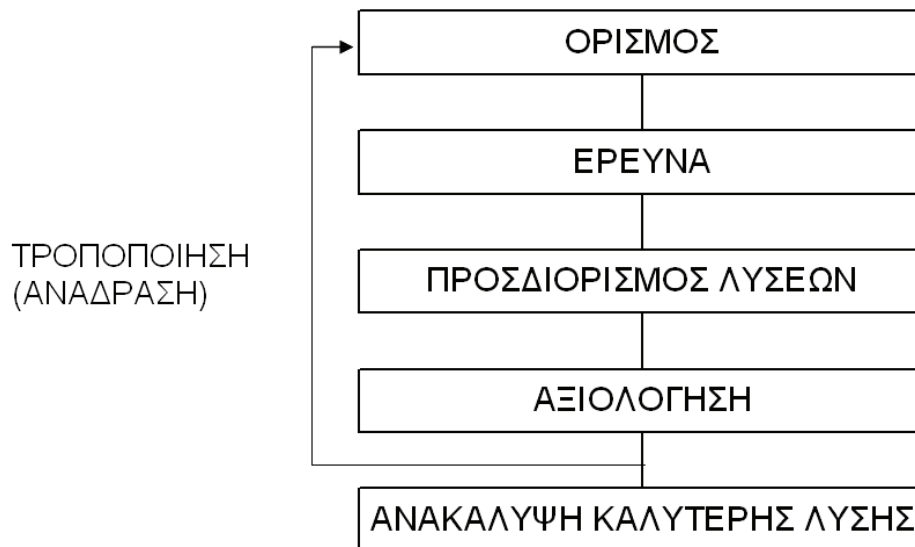 ΟΡΙΣΜΟΣ
ΕΡΕΥΝΑ
ΤΡΟΠΟΠΟΙΗΣΗ
(ΑΝΑΔΡΑΣΗ)
ΠΡΟΣΔΙΟΡΙΣΜΟΣ ΛΥΣΕΩΝ
ΑΞΙΟΛΟΓΗΣΗ
ΑΝΑΚΑΛΥΨΗ ΚΑΛΥΤΕΡΗΣ ΛΥΣΗΣ